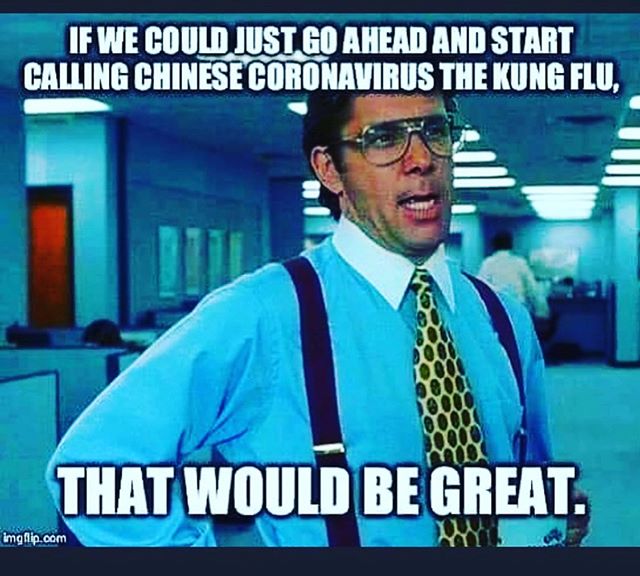 IF WE COULD JUST GO AHEAD AND START
CALLING CHINESE CORONAVIRUS THE KUNG FLU,
THAT WOULD BE GREAT.
imgflip.com